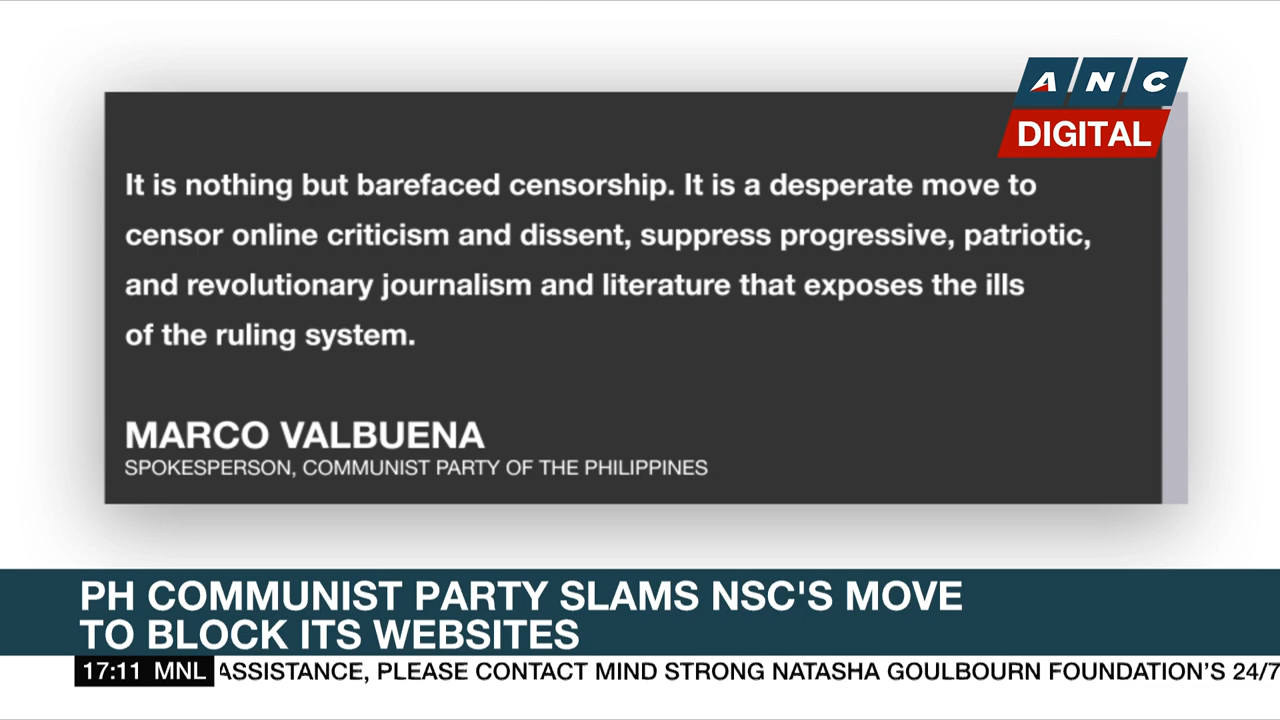 ANC
DIGITAL
It is nothing but barefaced censorship. It is a desperate move to
censor online criticism and dissent, suppress progressive, patriotic,
and revolutionary journalism and literature that exposes the ills
of the ruling system.
MARCO VALBUENA
SPOKESPERSON, COMMUNIST PARTY OF THE PHILIPPINES
PH COMMUNIST PARTY SLAMS NSC'S MOVE
TO BLOCK ITS WEBSITES
17:11 MNL ASSISTANCE, PLEASE CONTACT MIND STRONG NATASHA GOULBOURN FOUNDATION’S 24/7